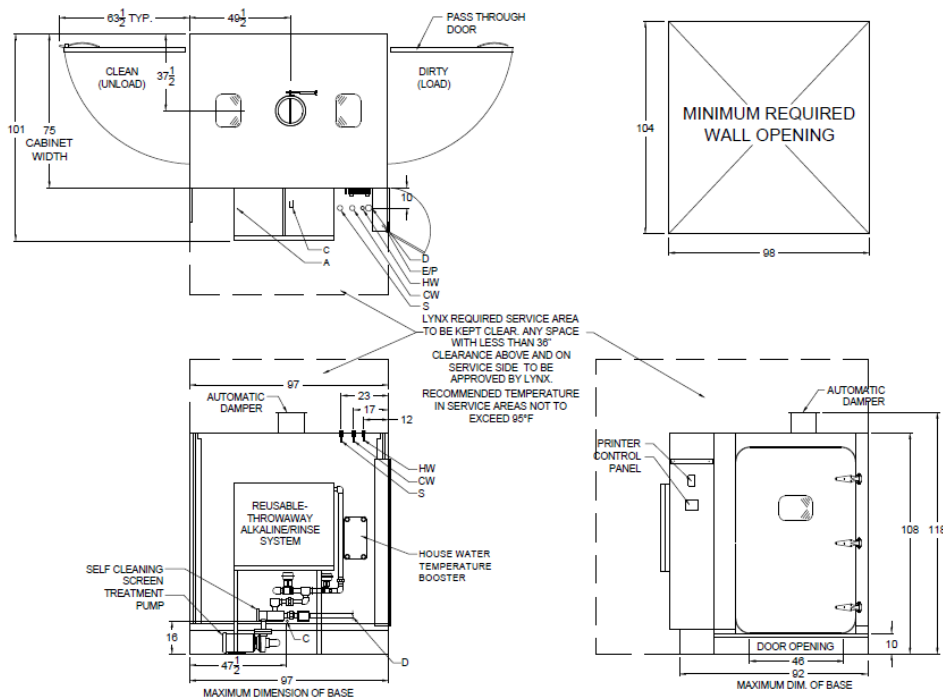 63 1/2 TYP.
49 1/2
PASS THROUGH
DOOR
CLEAN
(UNLOAD)
37 1/2
DIRTY
(LOAD)
101
75
CABINET
WIDTH
10
C
A
D
E/P
HW
CW
S
104
MINIMUM REQUIRED
WALL OPENING
98
LYNX REQUIRED SERVICE AREA
TO BE KEPT CLEAR. ANY SPACE
WITH LESS THAN 36"
CLEARANCE ABOVE AND ON
SERVICE SIDE TO BE
APPROVED BY LYNX.
RECOMMENDED TEMPERATURE
IN SERVICE AREAS NOT TO
EXCEED 95°F
97
AUTOMATIC
DAMPER
23
17
12
HW
CW
S
REUSABLE-
THROWAWAY
ALKALINE/RINSE
SYSTEM
HOUSE WATER
TEMPERATURE
BOOSTER
SELF CLEANING
SCREEN
TREATMENT
PUMP
16
C
D
47 1/2
97
MAXIMUM DIMENSION OF BASE
AUTOMATIC
DAMPER
PRINTER
CONTROL
PANEL
108
118
10
DOOR OPENING
46
92
MAXIMUM DIM. OF BASE